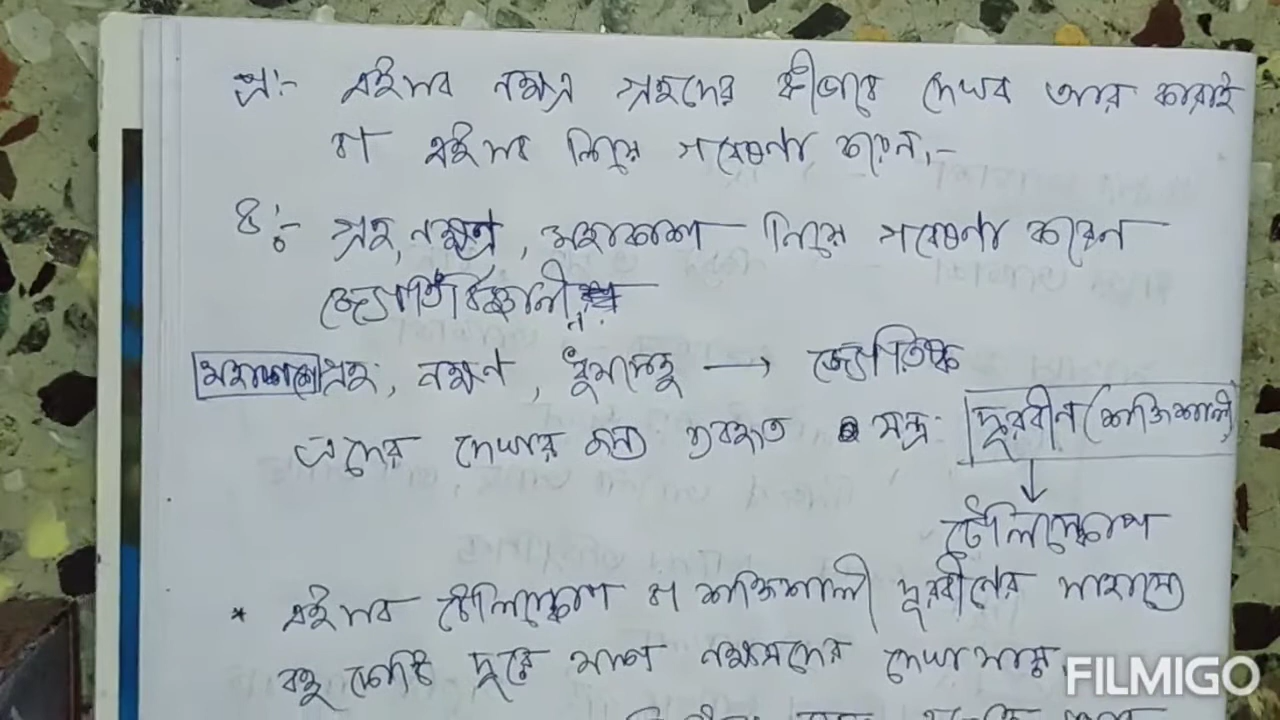 প্র:- এইসব নক্ষত্র গ্রহদের কীভাবে দেখব আর কারাই
বা এইসব নিয়ে গবেষণা করেন,-
উ:- গ্রহ, নক্ষত্র, মহাকাশ নিয়ে গবেষণা করেন
জ্যোতির্বিজ্ঞানীরা
মহাকাশে গ্রহ, নক্ষত্র, ধুমকেতু → জ্যোতিষ্ক
এদের দেখার জন্য ব্যবহৃত যন্ত্র: দূরবীন (শক্তিশালী)
টেলিস্কোপ
* এইসব টেলিস্কোপ বা শক্তিশালী দূরবীনের সাহায্যে
বহু কোটি দূরে নক্ষত্রদের দেখা যায়
FILMIGO